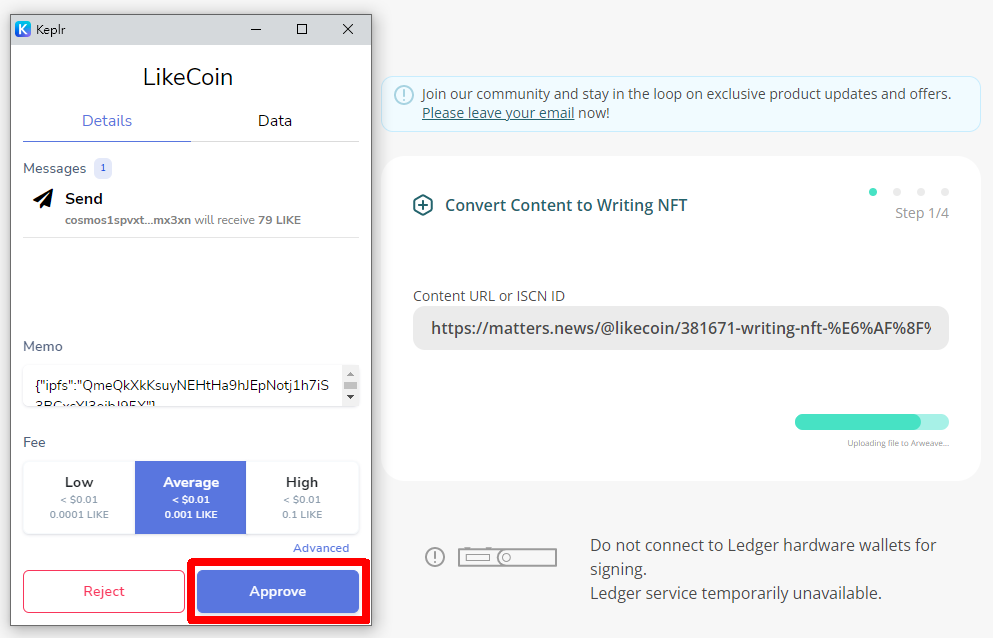 Keplr
LikeCoin
Details
Data
Messages 1
Send
cosmos1spvxt...mx3xn will receive 79 LIKE
Memo
{"ipfs":"QmeQkXkKsuyNEHtHa9hJEpNotj1h7iS
Fee
Low
< $0.01
0.0001 LIKE
Average
< $0.01
0.001 LIKE
High
< $0.01
0.1 LIKE
Advanced
Reject
Approve
Join our community and stay in the loop on exclusive product updates and offers.
Please leave your email now!
Convert Content to Writing NFT
Step 1/4
Content URL or ISCN ID
https://matters.news/@likecoin/381671-writing-nft-%E6%AF%8F%
Uploading file to Arweave...
Do not connect to Ledger hardware wallets for
signing.
Ledger service temporarily unavailable.